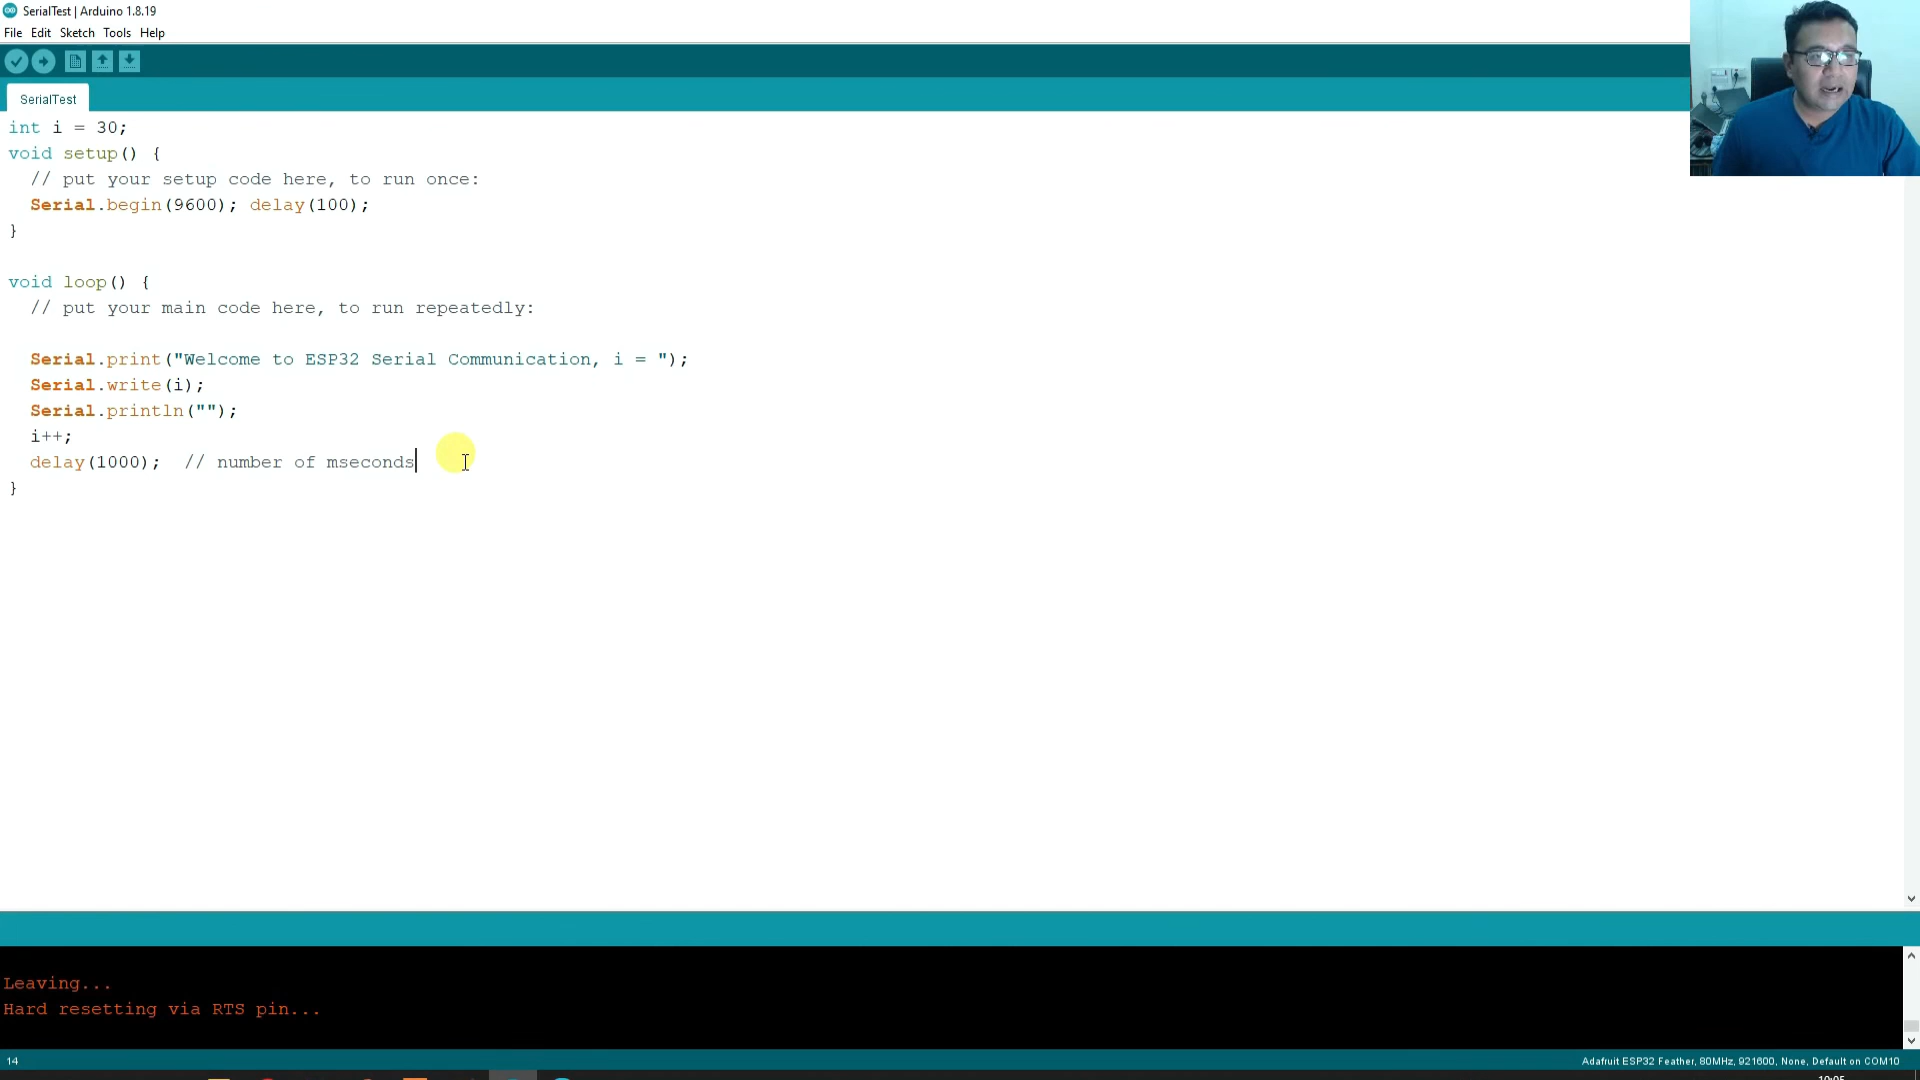 SerialTest | Arduino 1.8.19
File Edit Sketch Tools Help
SerialTest
int i = 30;
void setup() {
  // put your setup code here, to run once:
  Serial.begin(9600); delay(100);
}
void loop() {
  // put your main code here, to run repeatedly:
  Serial.print("Welcome to ESP32 Serial Communication, i = ");
  Serial.write(i);
  Serial.println("");
  i++;
  delay(1000);  // number of mseconds
}
Leaving...
Hard resetting via RTS pin...
14
Adafruit ESP32 Feather, 80MHz, 921600, None, Default on COM10